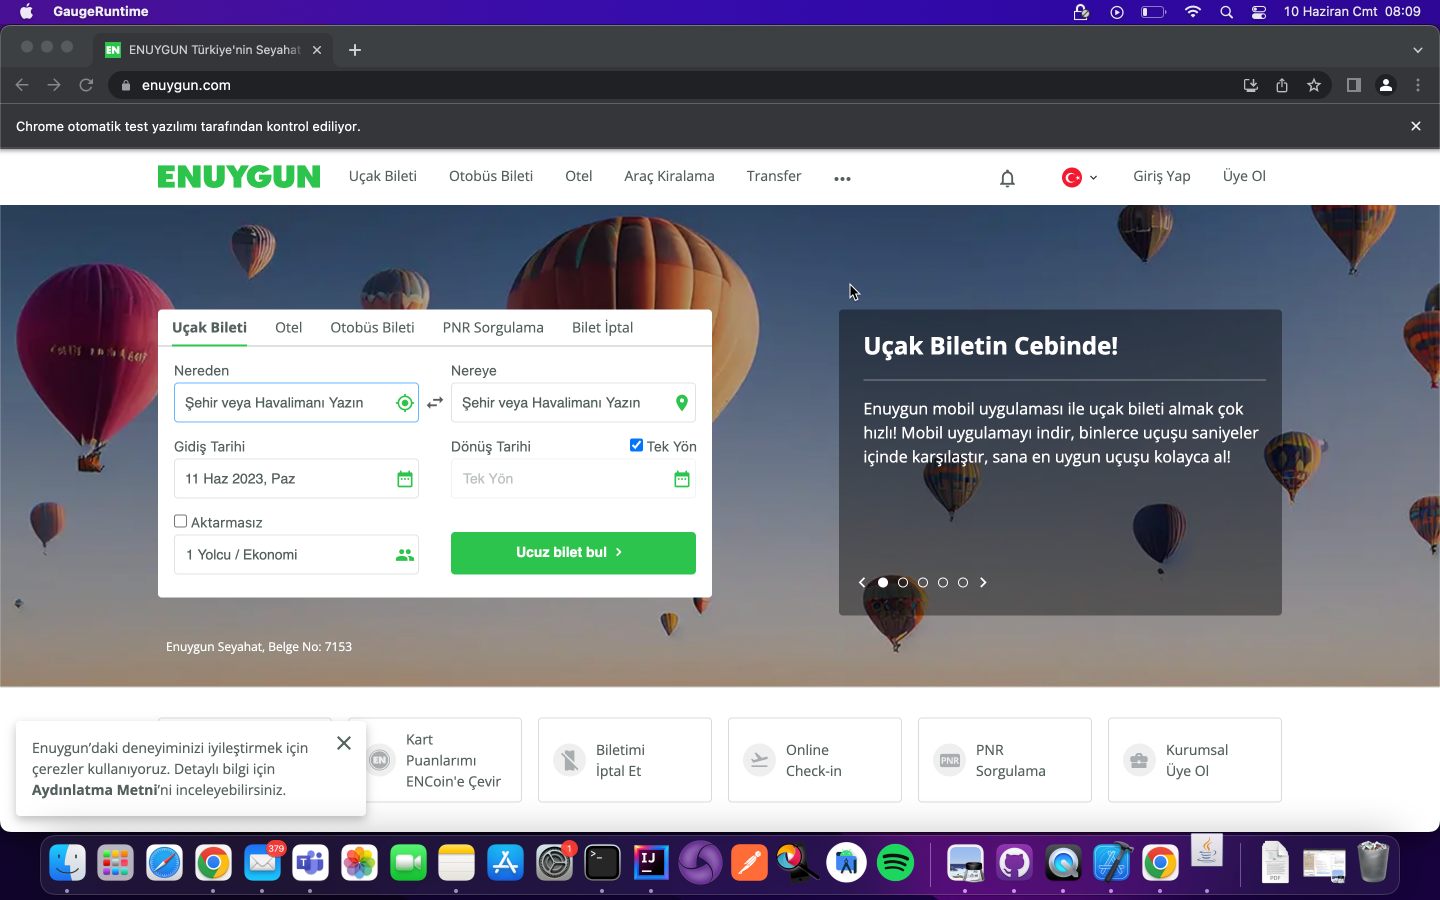 GaugeRuntime
10 Haziran Cmt 08:09
EN ENUYGUN Türkiye'nin Seyahat
enuygun.com
Chrome otomatik test yazılımı tarafından kontrol ediliyor.
ENUYGUN
Uçak Bileti
Otobüs Bileti
Otel
Araç Kiralama
Transfer
Giriş Yap
Üye Ol
Uçak Bileti
Otel
Otobüs Bileti
PNR Sorgulama
Bilet İptal
Nereden
Nereye
Şehir veya Havalimanı Yazın
Şehir veya Havalimanı Yazın
Gidiş Tarihi
Dönüş Tarihi
Tek Yön
11 Haz 2023, Paz
Tek Yön
Aktarmasız
1 Yolcu / Ekonomi
Ucuz bilet bul
Uçak Biletin Cebinde!
Enuygun mobil uygulaması ile uçak bileti almak çok
hızlı! Mobil uygulamayı indir, binlerce uçuşu saniyeler
içinde karşılaştır, sana en uygun uçuşu kolayca al!
Enuygun Seyahat, Belge No: 7153
Enuygun'daki deneyiminizi iyileştirmek için
çerezler kullanıyoruz. Detaylı bilgi için
Aydınlatma Metni'ni inceleyebilirsiniz.
EN
Kart
Puanlarımı
ENCoin'e Çevir
Biletimi
İptal Et
Online
Check-in
PNR
PNR
Sorgulama
Kurumsal
Üye Ol
379
1
IJ
PDF